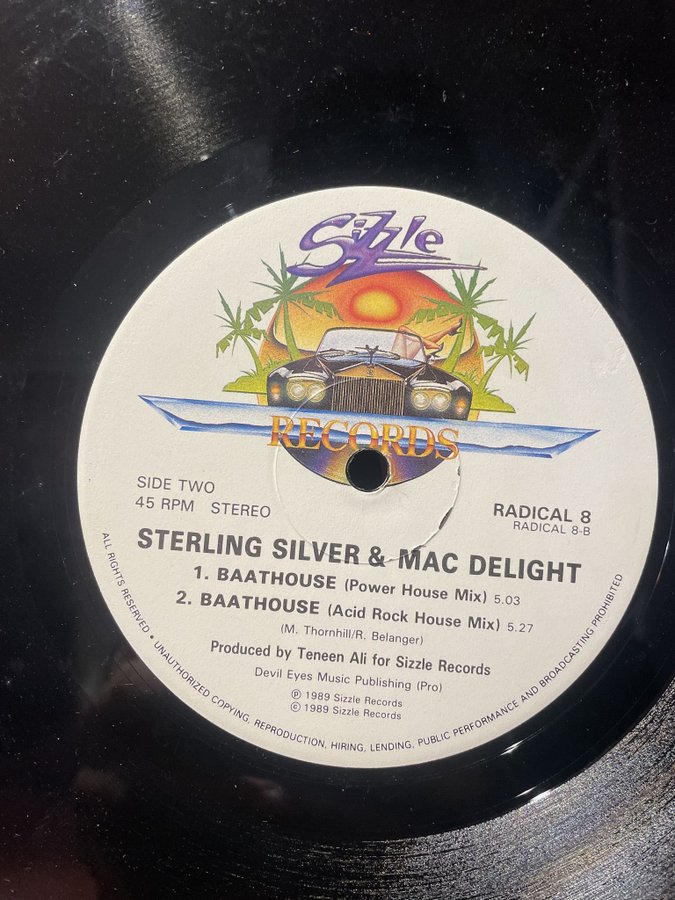 Sizzle
RECORDS
SIDE TWO
45 RPM STEREO
RADICAL 8
RADICAL 8-B
STERLING SILVER & MAC DELIGHT
1. BAATHOUSE (Power House Mix) 5.03
2. BAATHOUSE (Acid Rock House Mix) 5.27
(M. Thornhill/R. Belanger)
Produced by Teneen Ali for Sizzle Records
Devil Eyes Music Publishing (Pro)
℗ 1989 Sizzle Records
© 1989 Sizzle Records
ALL RIGHTS RESERVED • UNAUTHORIZED COPYING, REPRODUCTION, HIRING, LENDING, PUBLIC PERFORMANCE AND BROADCASTING PROHIBITED